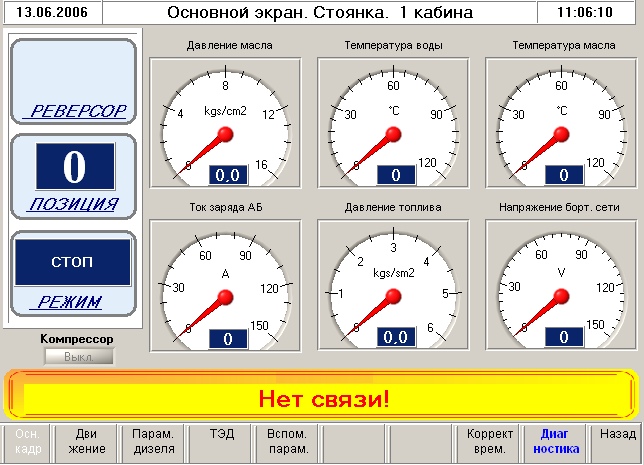 13.06.2006
Основной экран. Стоянка. 1 кабина
11:06:10
РЕВЕРСОР
0
ПОЗИЦИЯ
стоп
РЕЖИМ
Компрессор
Выкл.
Давление масла
0 4 8 12 16
kgs/cm2
0,0
Температура воды
0 30 60 90 120
°C
0
Температура масла
0 30 60 90 120
°C
0
Ток заряда АБ
0 30 60 90 120 150
A
0
Давление топлива
0 1 2 3 4 5 6
kgs/sm2
0,0
Напряжение борт. сети
0 30 60 90 120 150
V
0
Нет связи!
Осн.
кадр
Дви
жение
Парам.
дизеля
ТЭД
Вспом.
парам.
Коррект
врем.
Диаг
ностика
Назад